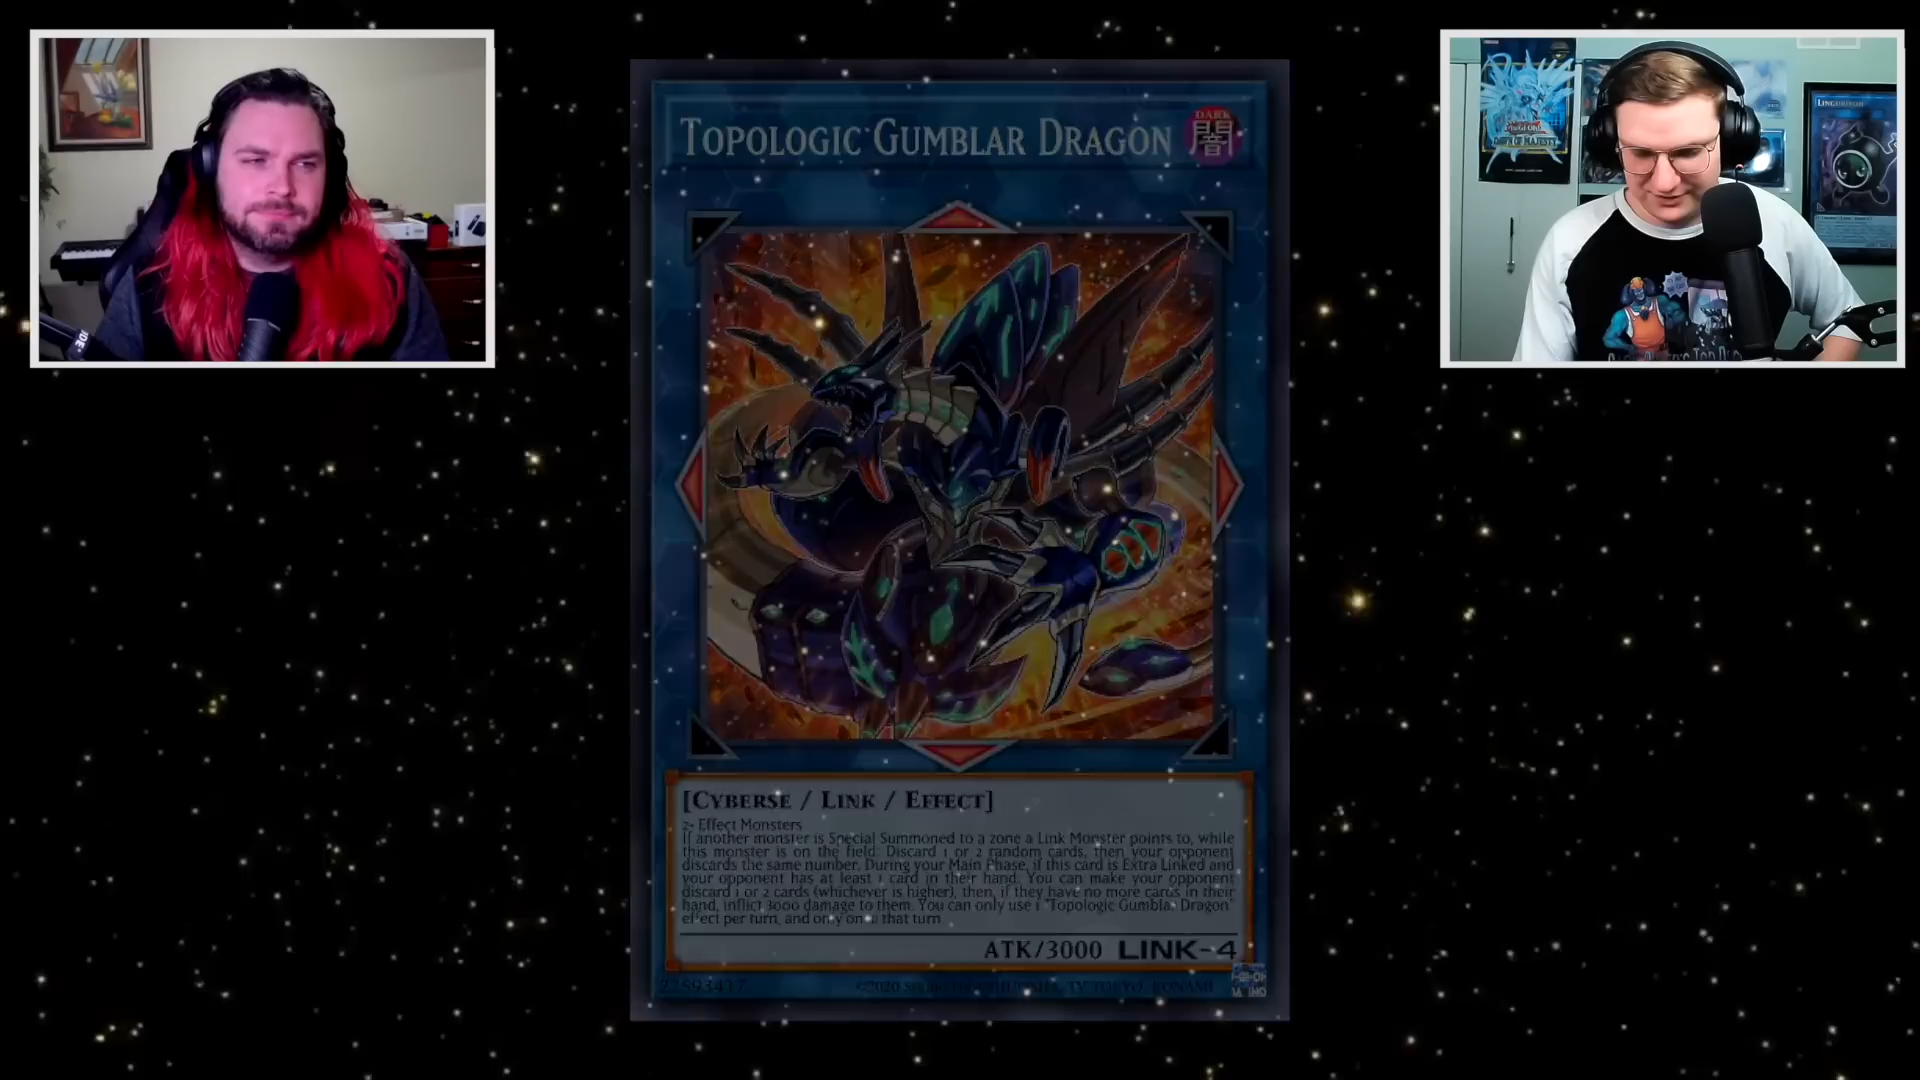 TOPOLOGIC GUMBLAR DRAGON
DARK
闇
LINKURIBOH
[CYBERSE / LINK / EFFECT]
2+ Effect Monsters
If another monster is Special Summoned to a zone a Link Monster points to, while
this monster is on the field: Discard 1 or 2 random cards, then your opponent
discards the same number. During your Main Phase, if this card is Extra Linked and
your opponent has at least 1 card in their hand: You can make your opponent
discard 1 or 2 cards (whichever is higher), then, if they have no more cards in their
hand, inflict 3000 damage to them. You can only use 1 "Topologic Gumblar Dragon"
effect per turn, and only once that turn.
ATK/3000 LINK-4
22593417